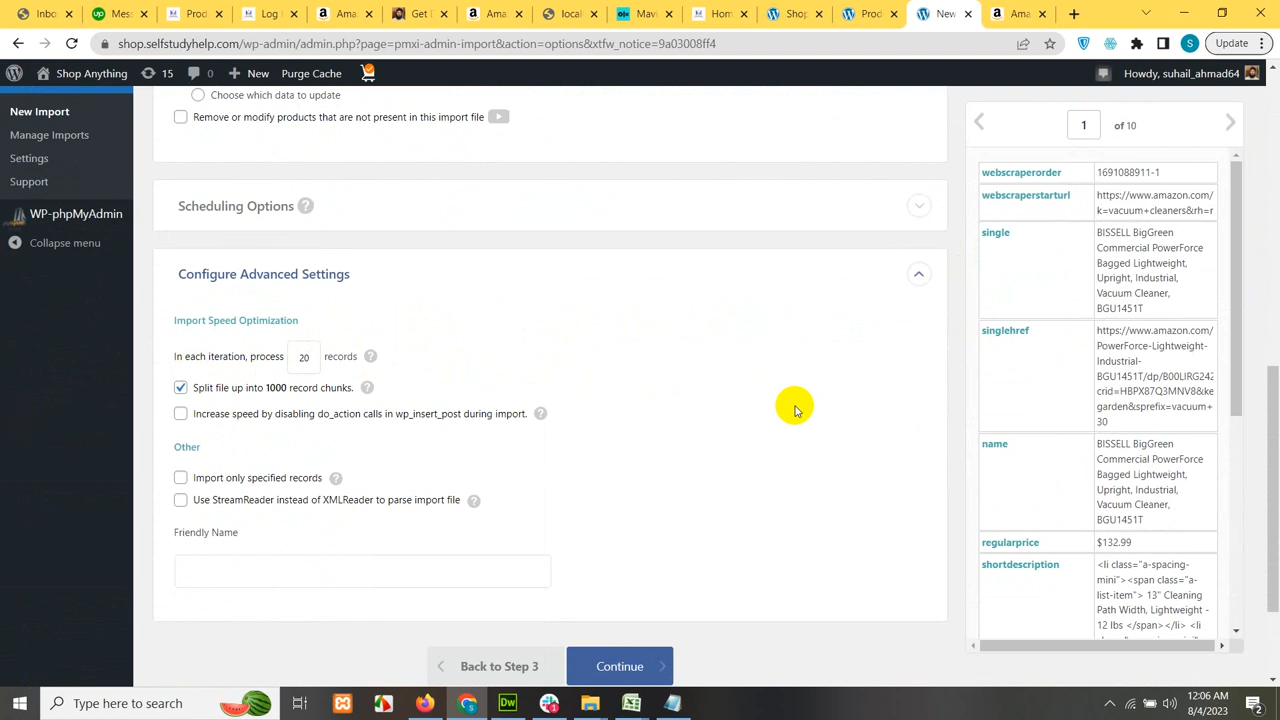 Inbo
Mess
Prod
Log I
Ama
Get I
Ama
locals
Mavi
Hom
Shop
Prod
New
Ama
shop.selfstudyhelp.com/wp-admin/admin.php?page=pmxi-admin-import&action=options&xtfw_notice=9a03008ff4
S
Update
Shop Anything
15
0
New
Purge Cache
Howdy, suhail_ahmad64
New Import
Manage Imports
Settings
Support
WP-phpMyAdmin
Collapse menu
Choose which data to update
Remove or modify products that are not present in this import file
Scheduling Options ?
Configure Advanced Settings
Import Speed Optimization
In each iteration, process 20 records ?
Split file up into 1000 record chunks. ?
Increase speed by disabling do_action calls in wp_insert_post during import. ?
Other
Import only specified records ?
Use StreamReader instead of XMLReader to parse import file ?
Friendly Name
Back to Step 3
Continue
1 of 10
webscraperorder 1691088911-1
webscraperstarturl https://www.amazon.com/
k=vacuum+cleaners&rh=r
single BISSELL BigGreen
Commercial PowerForce
Bagged Lightweight,
Upright, Industrial,
Vacuum Cleaner,
BGU1451T
singlehref https://www.amazon.com/
PowerForce-Lightweight-
Industrial-
BGU1451T/dp/B00LIRG24Z
crid=HBPX87Q3MNV8&ke
garden&sprefix=vacuum+
30
name BISSELL BigGreen
Commercial PowerForce
Bagged Lightweight,
Upright, Industrial,
Vacuum Cleaner,
BGU1451T
regularprice $132.99
shortdescription <li class="a-spacing-
mini"><span class="a-
list-item"> 13" Cleaning
Path Width, Lightweight -
12 lbs </span></li> <li
Type here to search
Dw
12:06 AM
8/4/2023
2